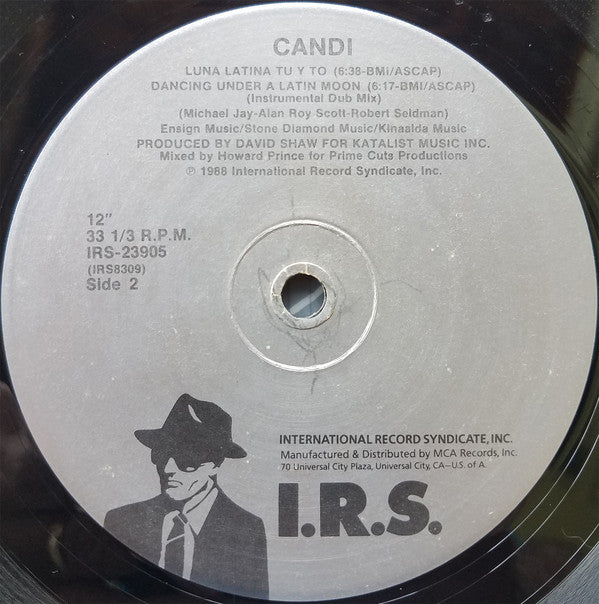 CANDI
LUNA LATINA TU Y TO (6:38-BMI/ASCAP)
DANCING UNDER A LATIN MOON (6:17-BMI/ASCAP)
(Instrumental Dub Mix)
(Michael Jay-Alan Roy Scott-Robert Seidman)
Ensign Music/Stone Diamond Music/Kinaalda Music
PRODUCED BY DAVID SHAW FOR KATALIST MUSIC INC.
Mixed by Howard Prince for Prime Cuts Productions
℗ 1988 International Record Syndicate, Inc.
12"
33 1/3 R.P.M.
IRS-23905
(IRS8309)
Side 2
INTERNATIONAL RECORD SYNDICATE, INC.
Manufactured & Distributed by MCA Records, Inc.
70 Universal City Plaza, Universal City, CA—U.S. of A.
I.R.S.